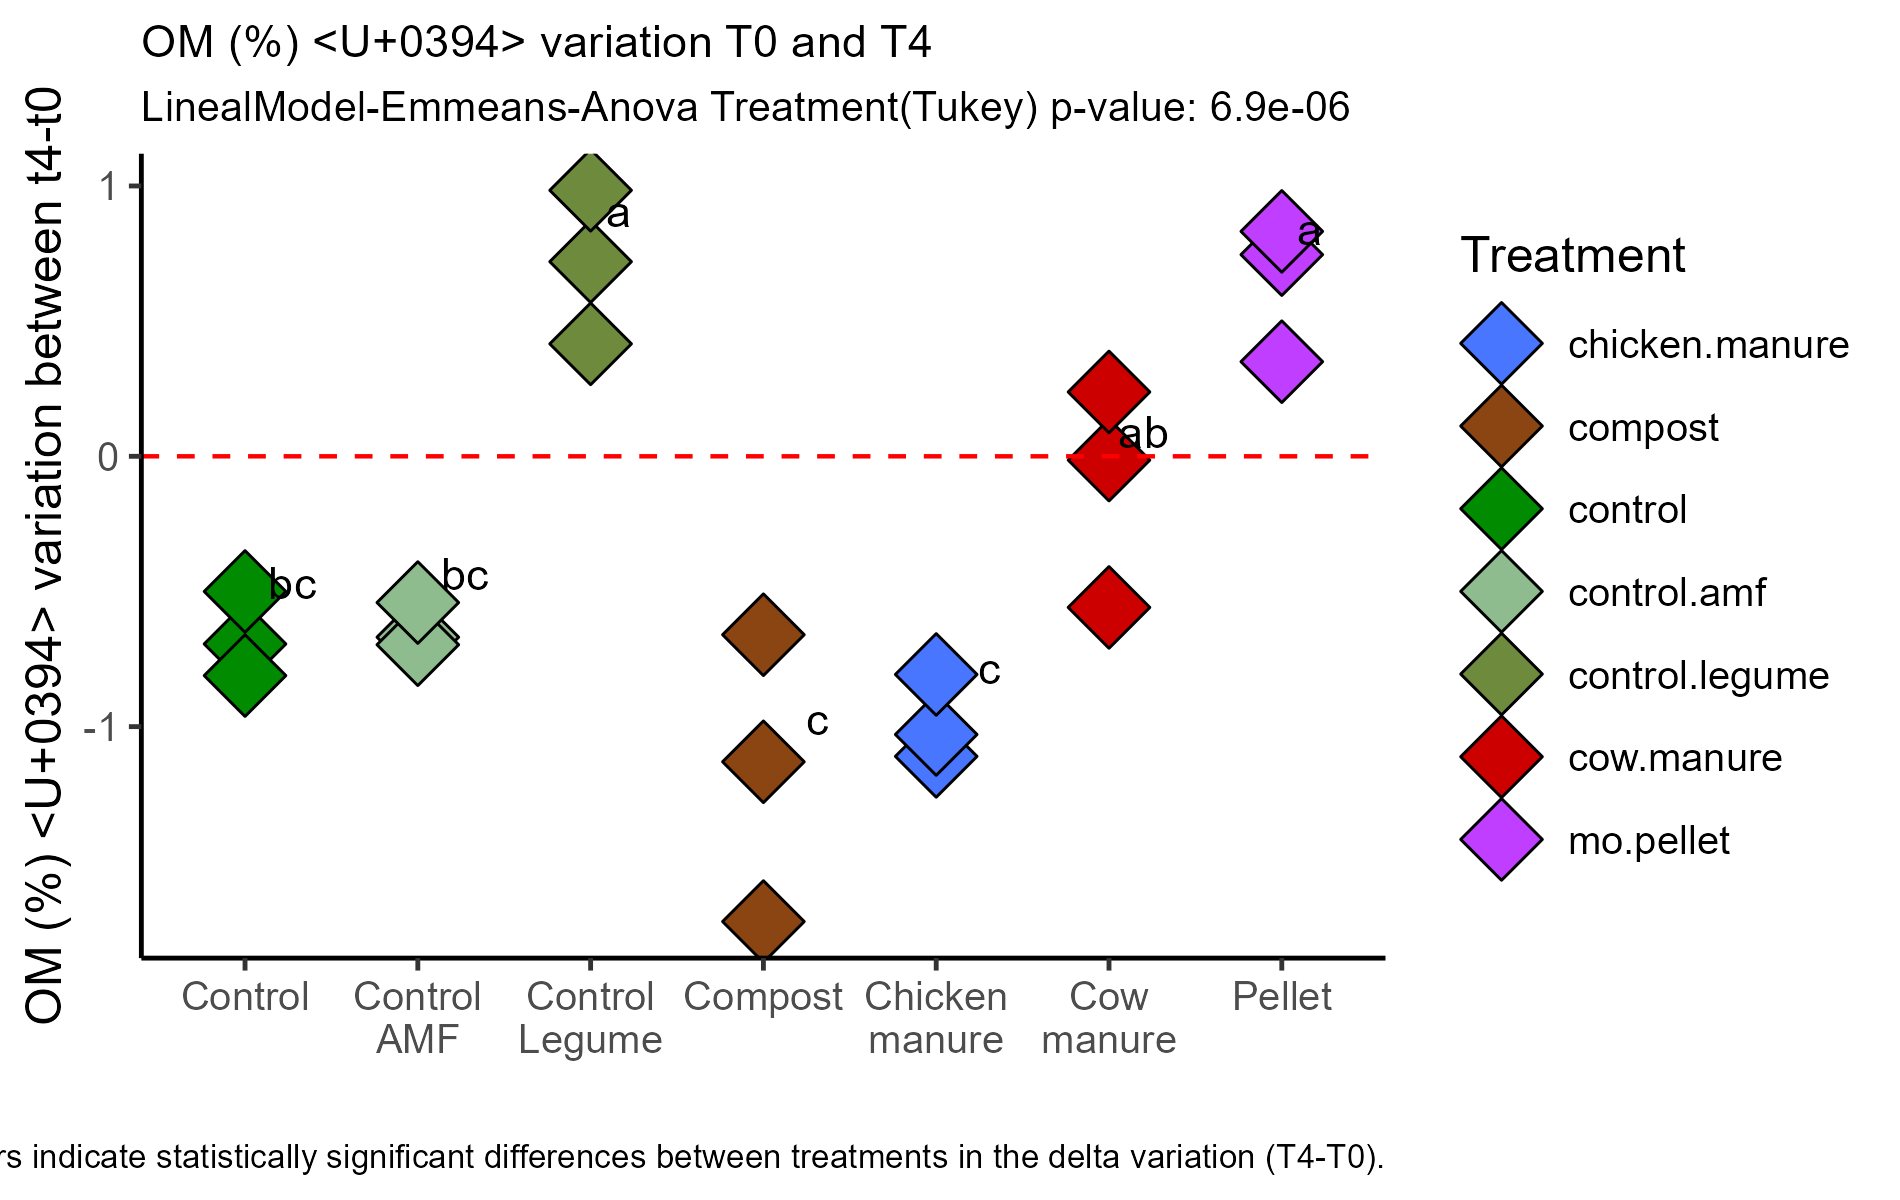 OM (%) <U+0394> variation T0 and T4
LinealModel-Emmeans-Anova Treatment(Tukey) p-value: 6.9e-06
OM (%) <U+0394> variation between t4-t0
1
0
-1
a
a
ab
bc
bc
c
c
Control
Control
AMF
Control
Legume
Compost
Chicken
manure
Cow
manure
Pellet
Treatment
chicken.manure
compost
control
control.amf
control.legume
cow.manure
mo.pellet
rs indicate statistically significant differences between treatments in the delta variation (T4-T0).